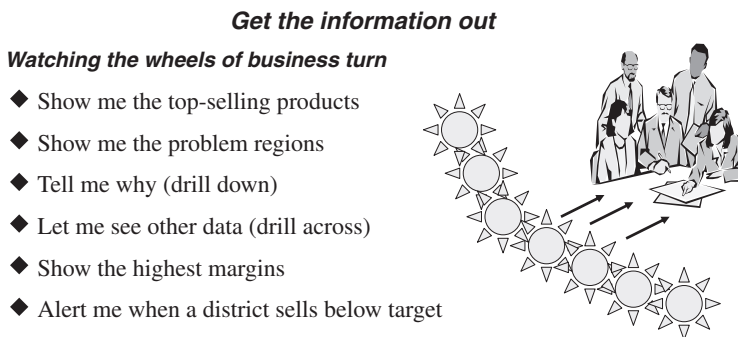 Get the information out
Watching the wheels of business turn
◆ Show me the top-selling products
◆ Show me the problem regions
◆ Tell me why (drill down)
◆ Let me see other data (drill across)
◆ Show the highest margins
◆ Alert me when a district sells below target